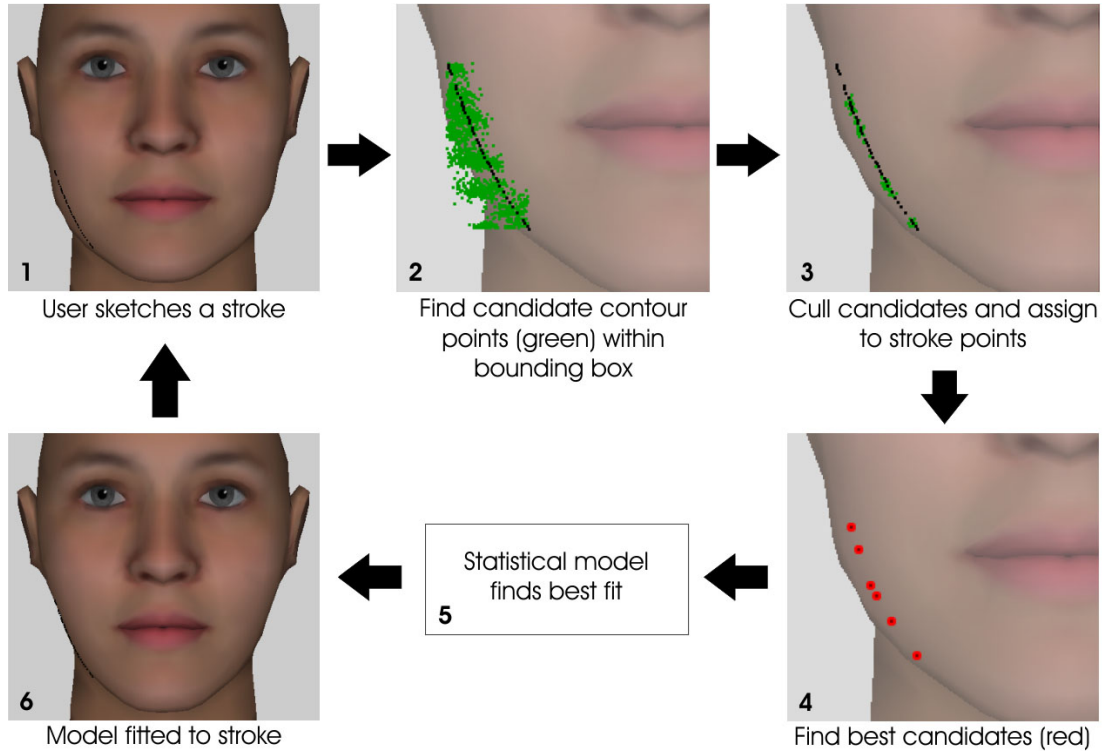 1
User sketches a stroke
2
Find candidate contour
points (green) within
bounding box
3
Cull candidates and assign
to stroke points
4
Find best candidates (red)
Statistical model
finds best fit
5
6
Model fitted to stroke